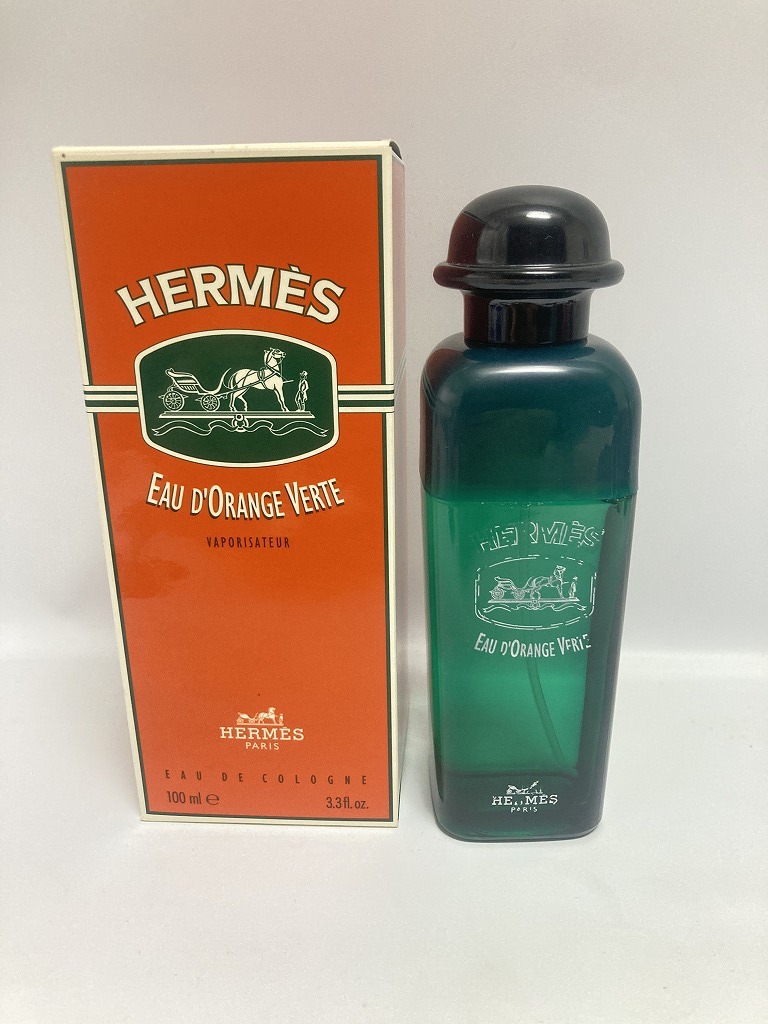 HERMÈS
EAU D'ORANGE VERTE
VAPORISATEUR
HERMÈS
PARIS
EAU DE COLOGNE
100 ml ℮
3.3 fl. oz.
HERMÈS
EAU D'ORANGE VERTE
HERMÈS
PARIS